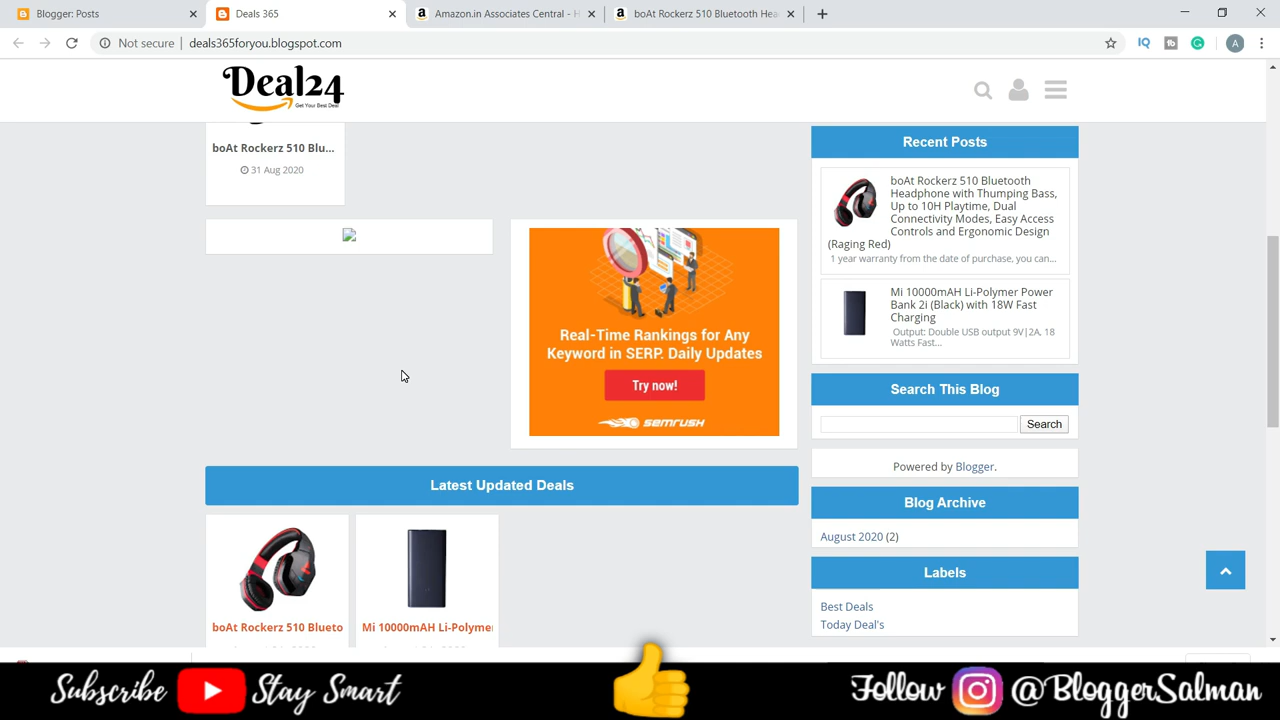 Blogger: Posts
Deals 365
Amazon.in Associates Central - H
boAt Rockerz 510 Bluetooth Hea
Not secure
deals365foryou.blogspot.com
IQ
A
Deal24
Get Your Best Deal
boAt Rockerz 510 Blu...
31 Aug 2020
Real-Time Rankings for Any
Keyword in SERP. Daily Updates
Try now!
SEMRUSH
Recent Posts
boAt Rockerz 510 Bluetooth
Headphone with Thumping Bass,
Up to 10H Playtime, Dual
Connectivity Modes, Easy Access
Controls and Ergonomic Design
(Raging Red)
1 year warranty from the date of purchase, you can...
Mi 10000mAH Li-Polymer Power
Bank 2i (Black) with 18W Fast
Charging
Output: Double USB output 9V|2A, 18
Watts Fast...
Search This Blog
Search
Powered by Blogger.
Blog Archive
August 2020 (2)
Labels
Best Deals
Today Deal's
Latest Updated Deals
boAt Rockerz 510 Blueto
Mi 10000mAH Li-Polymer
Subscribe
Stay Smart
Follow
@BloggerSalman